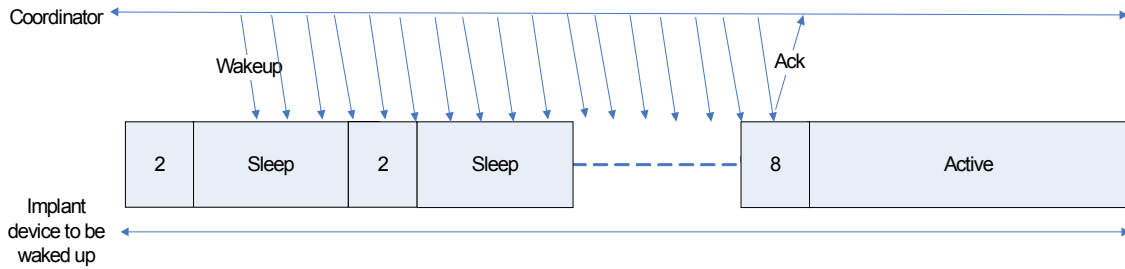 Coordinator
Wakeup
Ack
2
Sleep
2
Sleep
8
Active
Implant
device to be
waked up